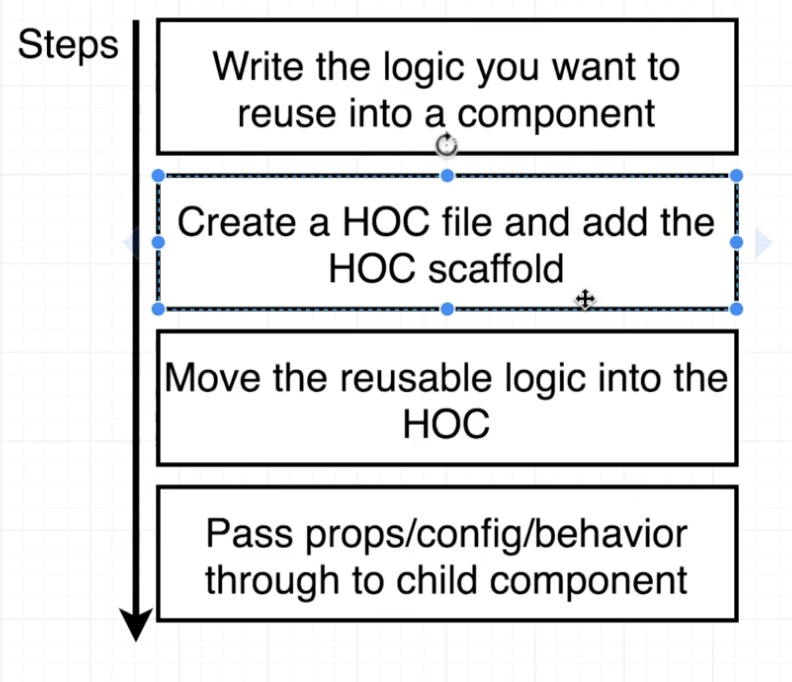 Steps
Write the logic you want to
reuse into a component
Create a HOC file and add the
HOC scaffold
Move the reusable logic into the
HOC
Pass props/config/behavior
through to child component